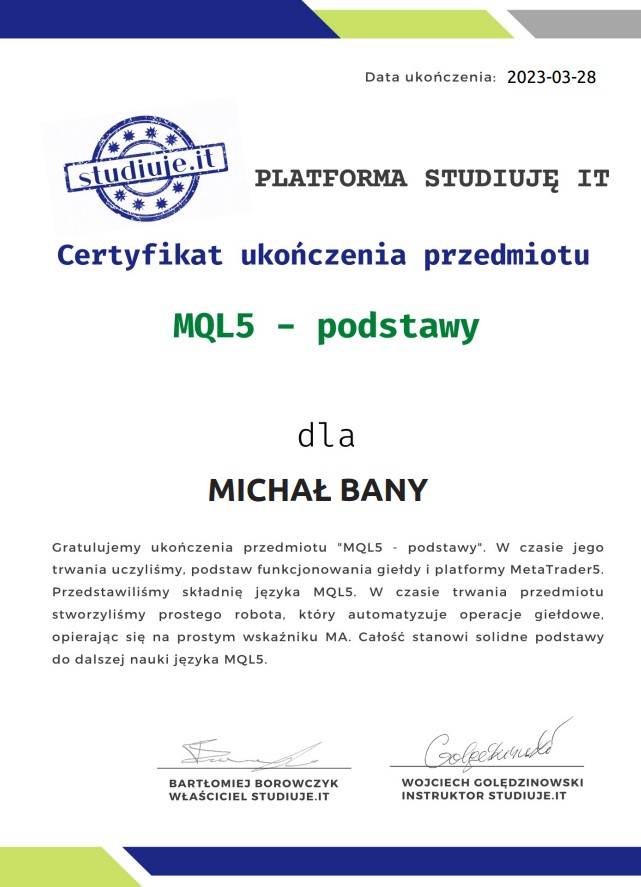 Data ukończenia: 2023-03-28
studiuje.it
PLATFORMA STUDIUJĘ IT
Certyfikat ukończenia przedmiotu
MQL5 - podstawy
dla
MICHAŁ BANY
Gratulujemy ukończenia przedmiotu "MQL5 - podstawy". W czasie jego
trwania uczyliśmy, podstaw funkcjonowania giełdy i platformy MetaTrader5.
Przedstawiliśmy składnię języka MQL5. W czasie trwania przedmiotu
stworzyliśmy prostego robota, który automatyzuje operacje giełdowe,
opierając się na prostym wskaźniku MA. Całość stanowi solidne podstawy
do dalszej nauki języka MQL5.
BARTŁOMIEJ BOROWCZYK
WŁAŚCICIEL STUDIUJE.IT
WOJCIECH GOLĘDZINOWSKI
INSTRUKTOR STUDIUJE.IT